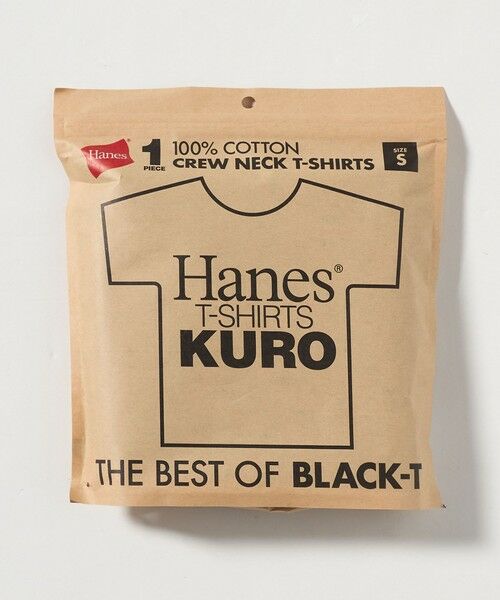 Hanes
1 PIECE
100% COTTON
CREW NECK T-SHIRTS
SIZE S
Hanes®
T-SHIRTS
KURO
THE BEST OF BLACK-T